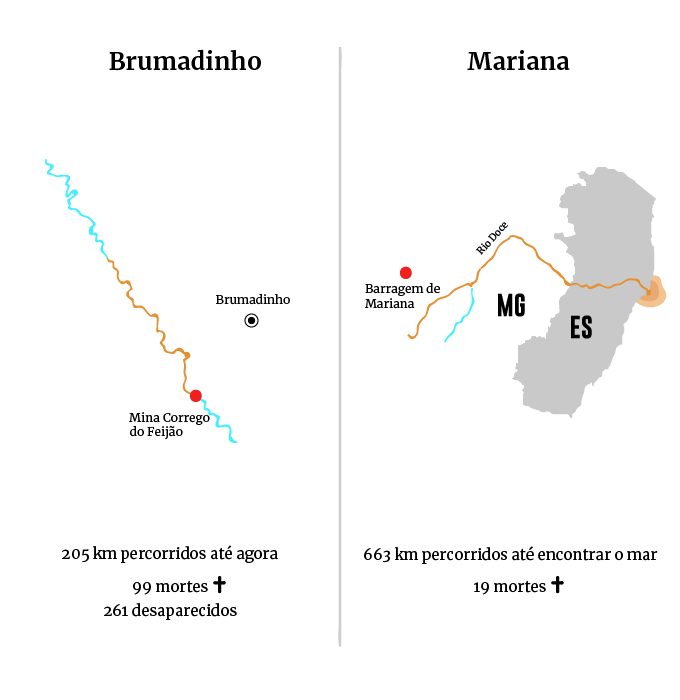 Brumadinho
Brumadinho
Mina Corrego
do Feijão
205 km percorridos até agora
99 mortes
261 desaparecidos
Mariana
Rio Doce
Barragem de
Mariana
MG
ES
663 km percorridos até encontrar o mar
19 mortes